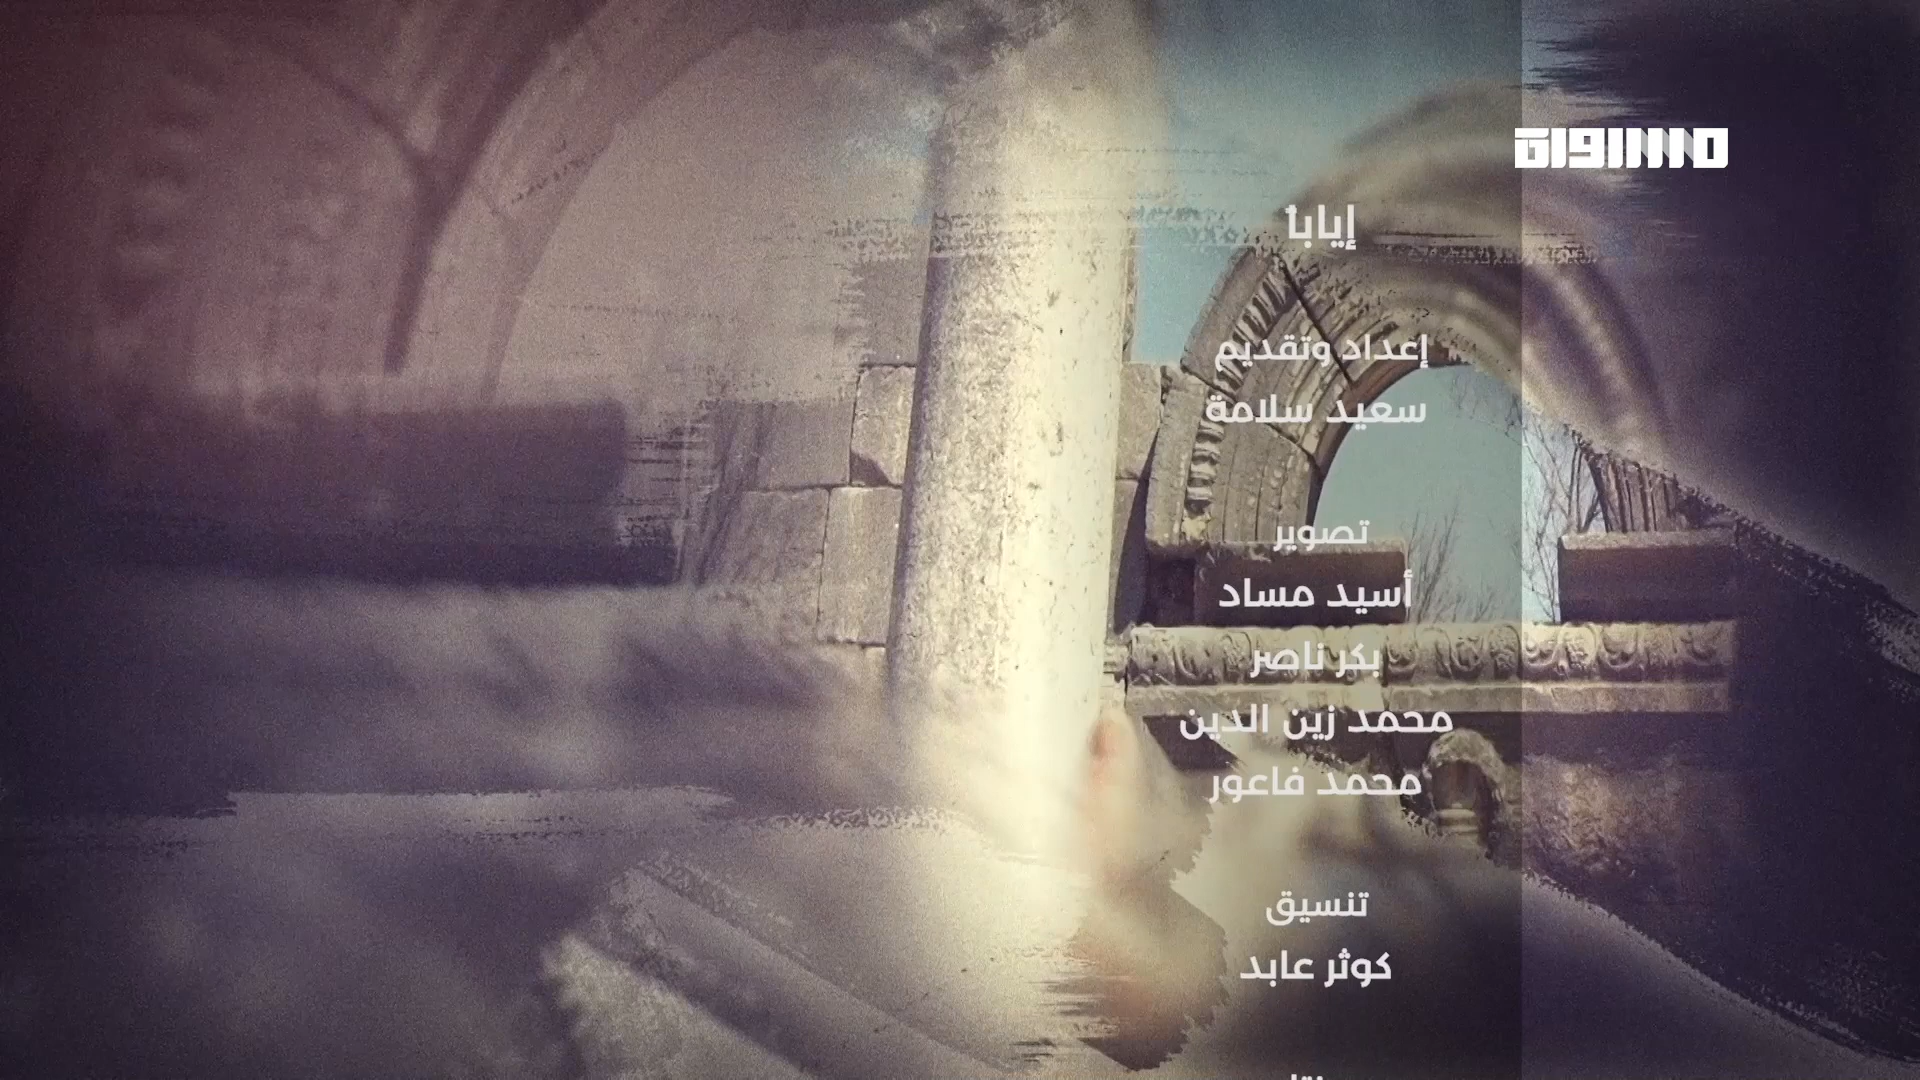 مساواة
إياباً
إعداد وتقديم
سعيد سلامة
تصوير
أسيد مساد
بكر ناصر
محمد زين الدين
محمد فاعور
تنسيق
كوثر عابد